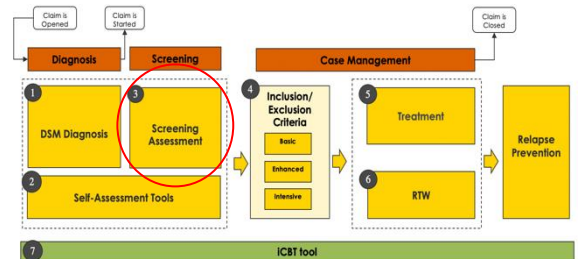 Claim is
Opened
Claim is
Started
Claim is
Closed
Diagnosis
Screening
Case Management
1
DSM Diagnosis
3
Screening
Assessment
2
Self-Assessment Tools
4
Inclusion/
Exclusion
Criteria
Basic
Enhanced
Intensive
5
Treatment
6
RTW
Relapse
Prevention
7
iCBT tool